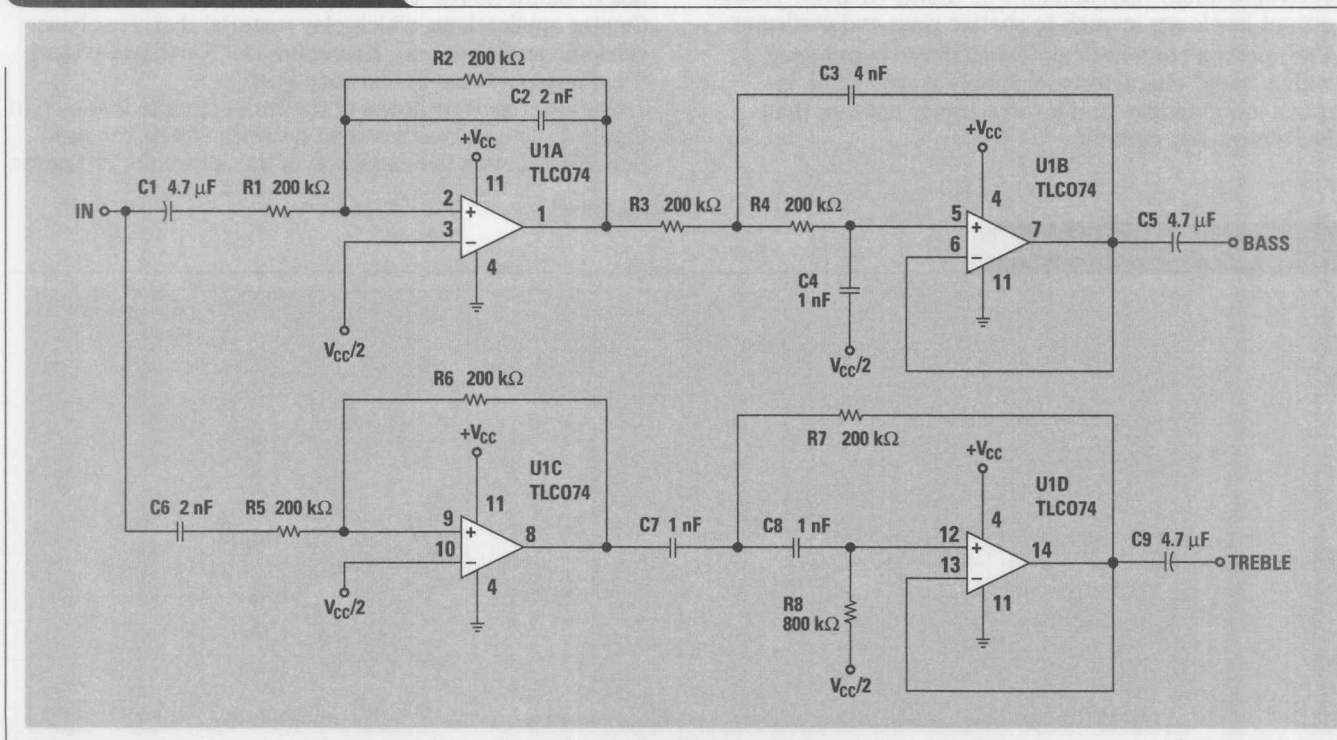 R2 200 kΩ
C2 2 nF
+VCC
U1A
TLC074
11
C1 4.7 μF
R1 200 kΩ
IN
2
+
3
−
1
4
VCC/2
R3 200 kΩ
R4 200 kΩ
C3 4 nF
+VCC
U1B
TLC074
4
5
+
6
−
7
11
C4
1 nF
VCC/2
C5 4.7 μF
BASS
R6 200 kΩ
+VCC
U1C
TLC074
11
C6 2 nF
R5 200 kΩ
9
+
10
−
8
4
VCC/2
C7 1 nF
C8 1 nF
R7 200 kΩ
+VCC
U1D
TLC074
4
12
+
13
−
14
11
R8
800 kΩ
VCC/2
C9 4.7 μF
TREBLE